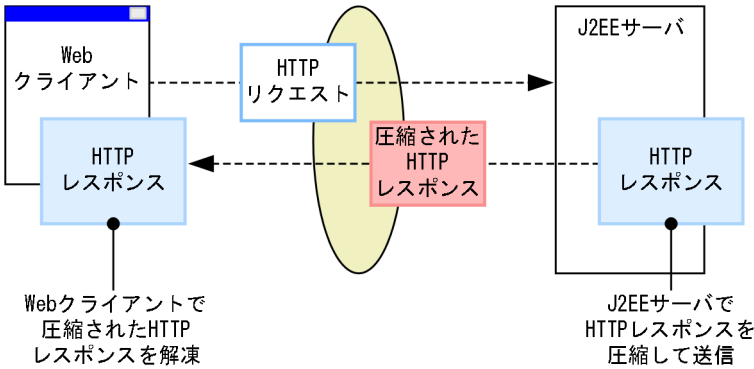 Web
クライアント
HTTP
リクエスト
J2EEサーバ
HTTP
レスポンス
圧縮された
HTTP
レスポンス
HTTP
レスポンス
Webクライアントで
圧縮されたHTTP
レスポンスを解凍
J2EEサーバで
HTTPレスポンスを
圧縮して送信